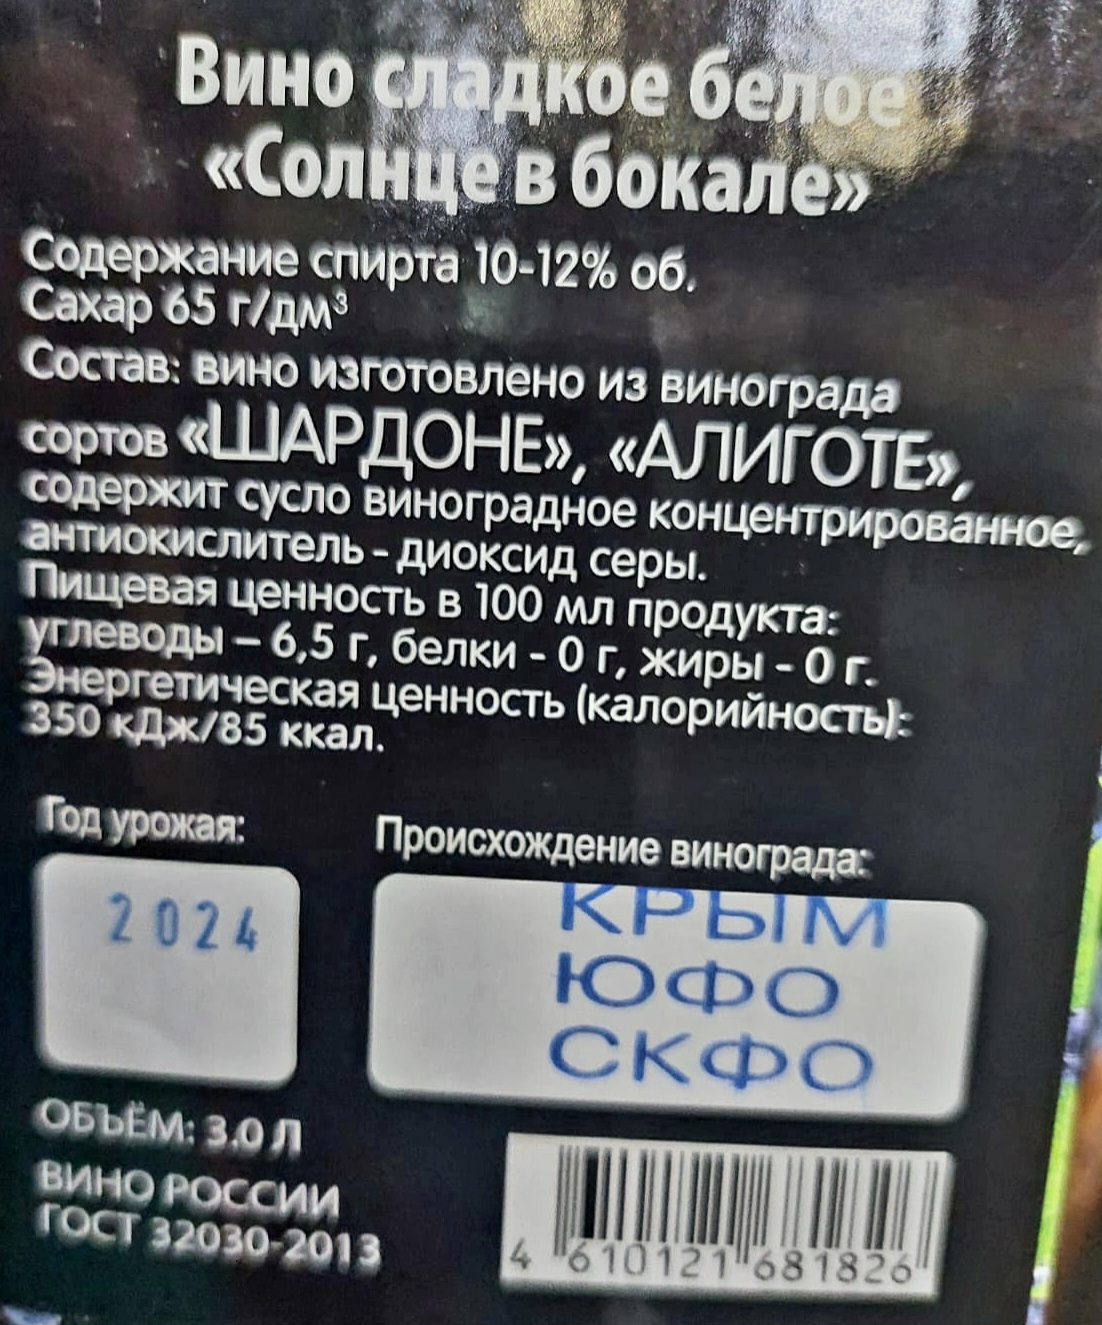 Вино сладкое белое
«Солнце в бокале»
Содержание спирта 10-12% об.
Сахар 65 г/дм³
Состав: вино изготовлено из винограда
сортов «ШАРДОНЕ», «АЛИГОТЕ»,
содержит сусло виноградное концентрированное,
антиокислитель - диоксид серы.
Пищевая ценность в 100 мл продукта:
углеводы – 6,5 г, белки - 0 г, жиры - 0 г.
Энергетическая ценность (калорийность):
350 кДж/85 ккал.
Год урожая:
2024
Происхождение винограда:
КРЫМ
ЮФО
СКФО
ОБЪЁМ: 3.0 Л
ВИНО РОССИИ
ГОСТ 32030-2013
4 610121 681826